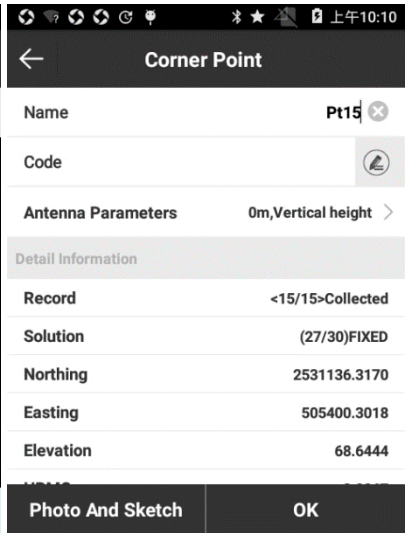 上午10:10
Corner Point
Name Pt15
Code
Antenna Parameters 0m,Vertical height
Detail Information
Record <15/15>Collected
Solution (27/30)FIXED
Northing 2531136.3170
Easting 505400.3018
Elevation 68.6444
Photo And Sketch OK